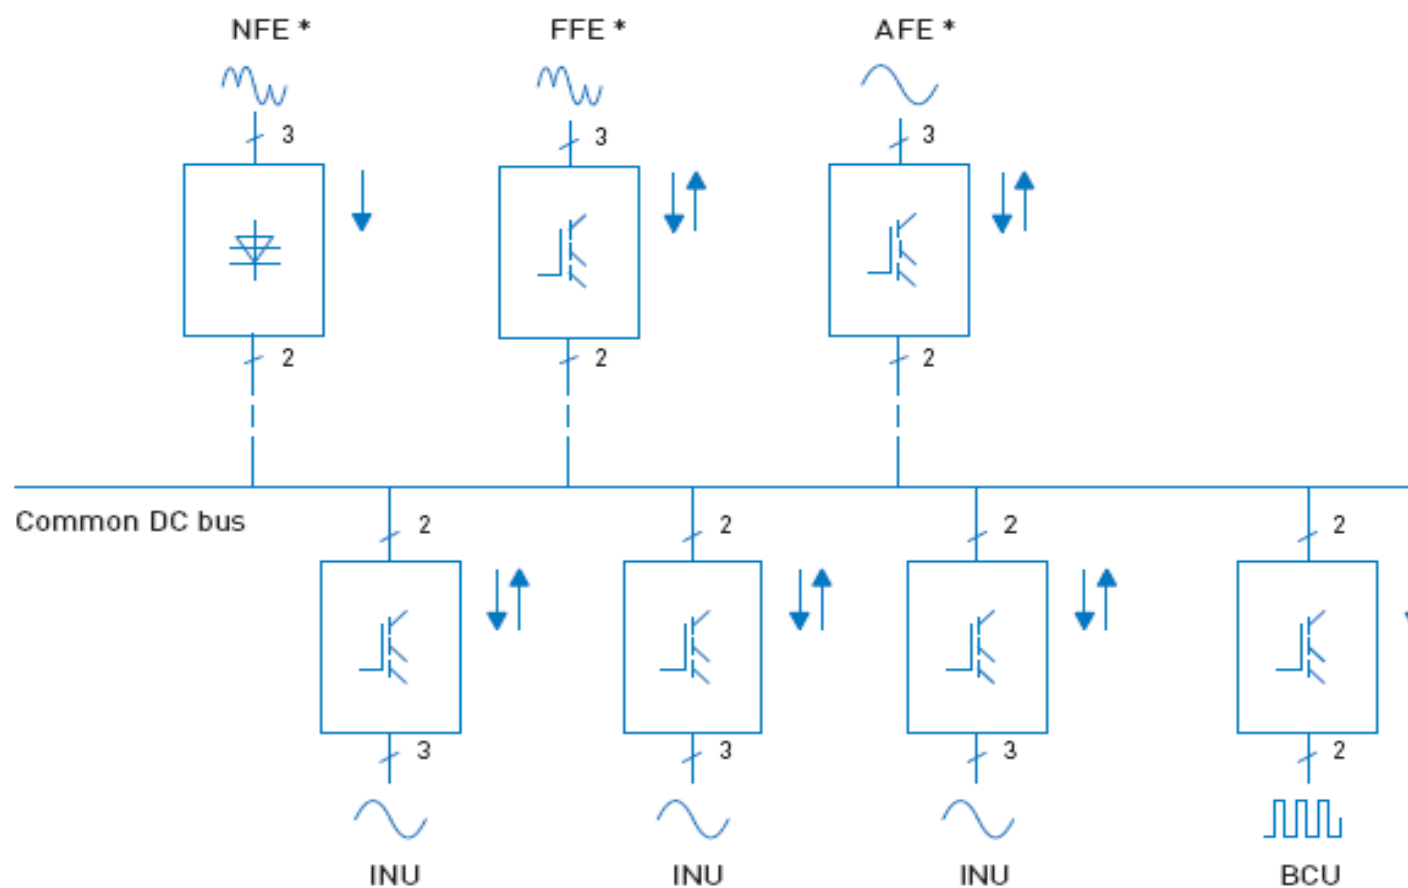 NFE * FFE * AFE *
3 3 3
2 2 2
Common DC bus
2 2 2 2
3 3 3 2
INU INU INU BCU